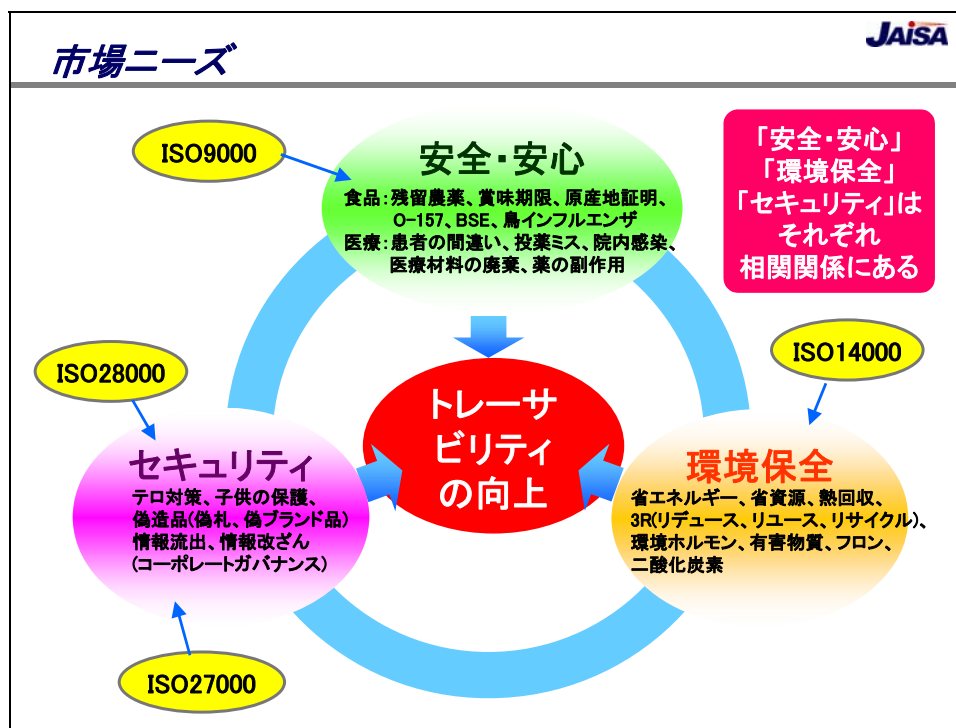 市場ニーズ
JAISA
ISO9000
安全・安心
食品：残留農薬、賞味期限、原産地証明、
O-157、BSE、鳥インフルエンザ
医療：患者の間違い、投薬ミス、院内感染、
医療材料の廃棄、薬の副作用
「安全・安心」
「環境保全」
「セキュリティ」は
それぞれ
相関関係にある
ISO28000
ISO14000
トレーサ
ビリティ
の向上
セキュリティ
テロ対策、子供の保護、
偽造品(偽札、偽ブランド品)
情報流出、情報改ざん
(コーポレートガバナンス)
環境保全
省エネルギー、省資源、熱回収、
3R(リデュース、リユース、リサイクル)、
環境ホルモン、有害物質、フロン、
二酸化炭素
ISO27000